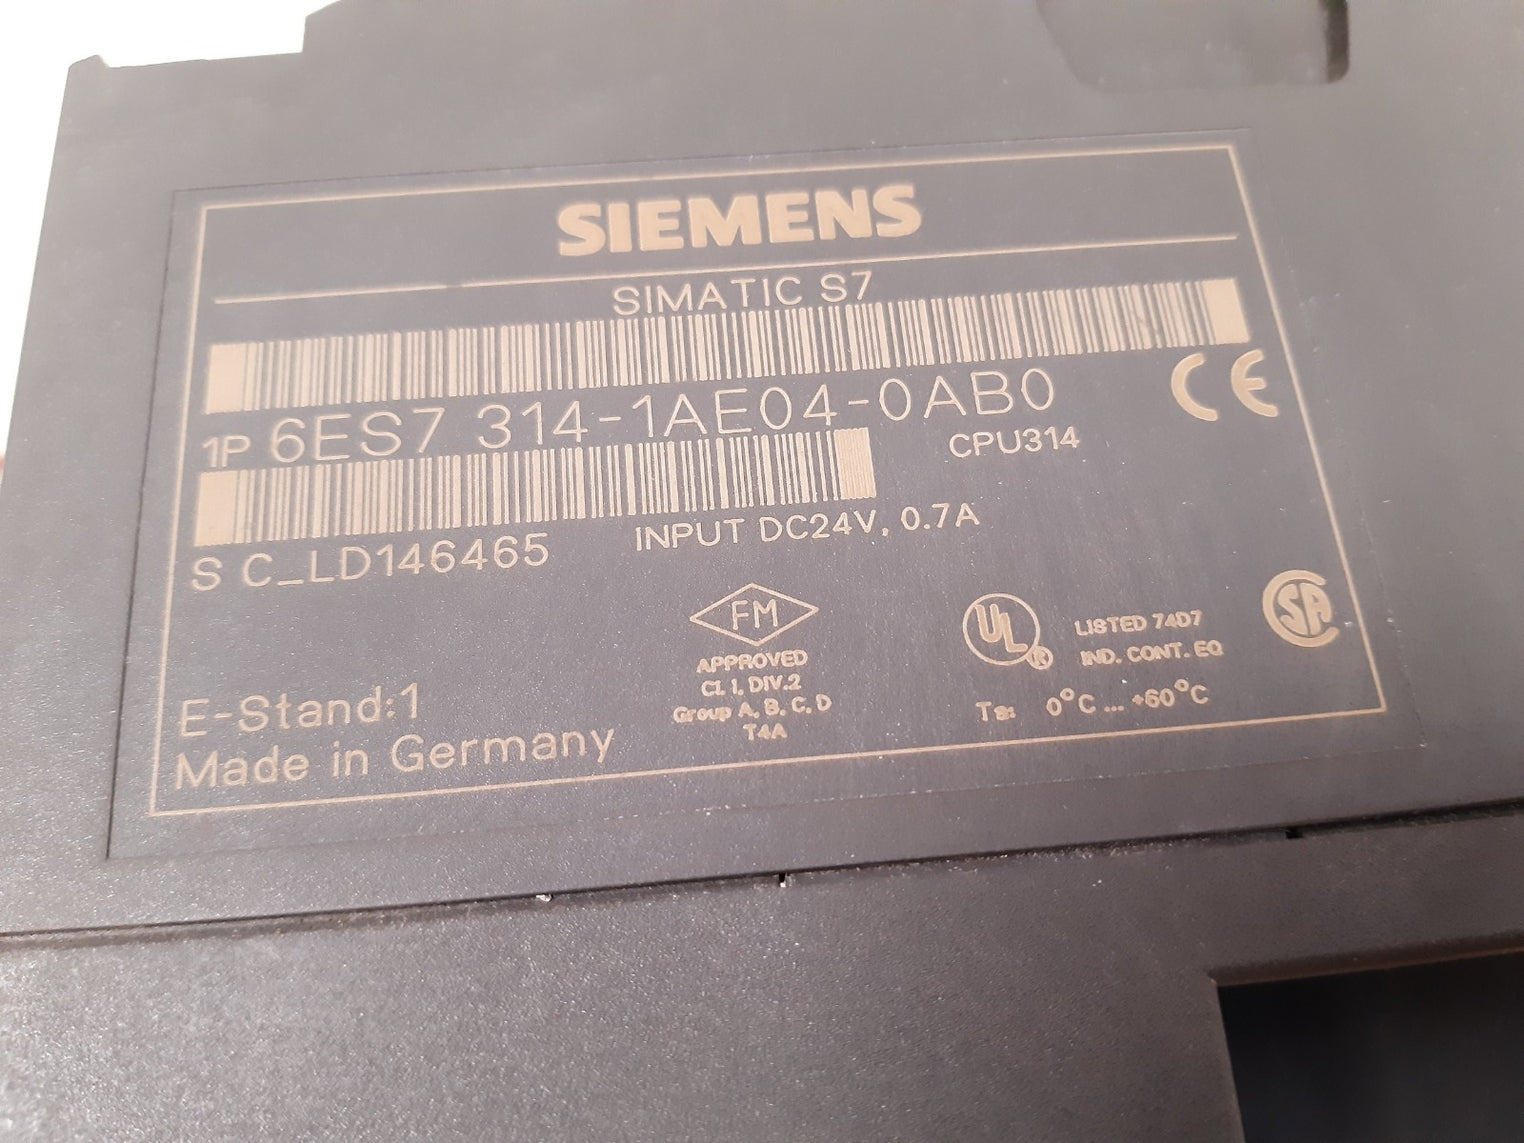 SIEMENS
SIMATIC S7
1P 6ES7 314-1AE04-0AB0
CE
CPU314
S C_LD146465
INPUT DC24V, 0.7A
FM
APPROVED
CL 1, DIV.2
Group A, B, C, D
T4A
UL ®
LISTED 74D7
IND. CONT. EQ
SA
Ta: 0°C ... +60°C
E-Stand:1
Made in Germany